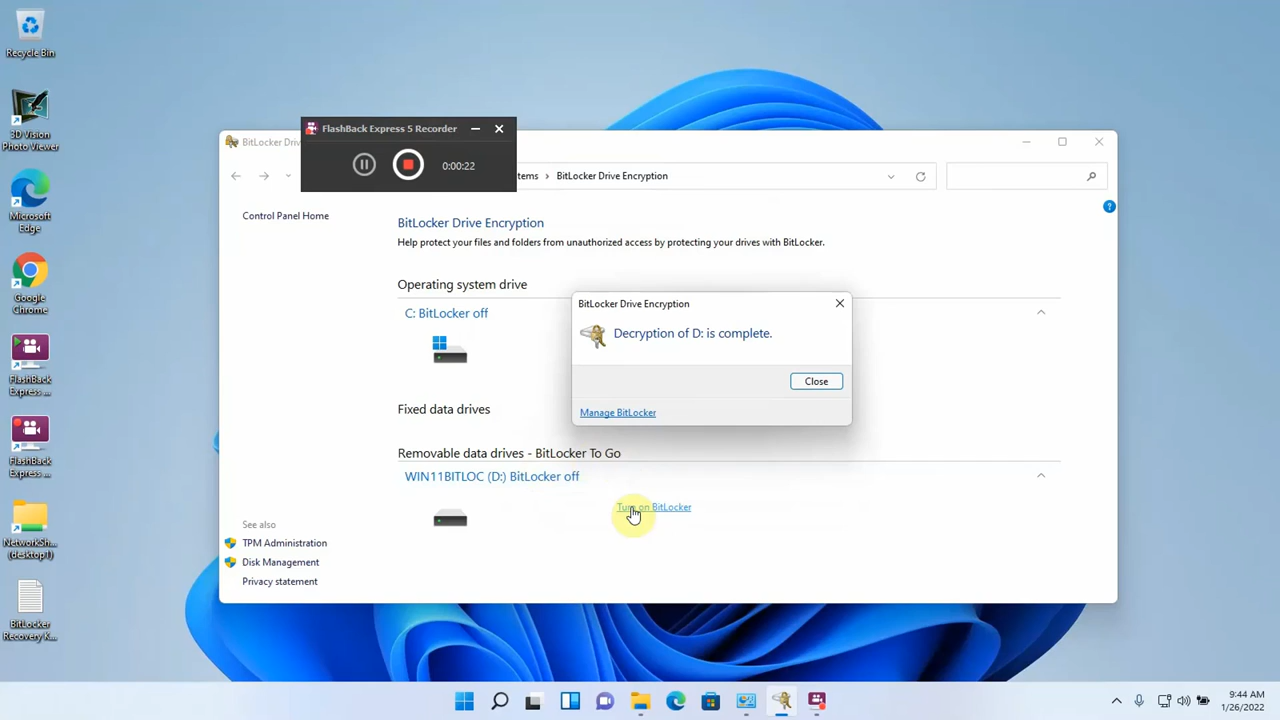 Recycle Bin
3D Vision
Photo Viewer
Microsoft
Edge
Google
Chrome
FlashBack
Express ...
FlashBack
Express ...
NetworkSh...
(desktop1)
BitLocker
Recovery K...
FlashBack Express 5 Recorder
0:00:22
BitLocker Driv
tems > BitLocker Drive Encryption
Control Panel Home
BitLocker Drive Encryption
Help protect your files and folders from unauthorized access by protecting your drives with BitLocker.
Operating system drive
C: BitLocker off
BitLocker Drive Encryption
Decryption of D: is complete.
Close
Manage BitLocker
Fixed data drives
Removable data drives - BitLocker To Go
WIN11BITLOC (D:) BitLocker off
Turn on BitLocker
See also
TPM Administration
Disk Management
Privacy statement
9:44 AM
1/26/2022